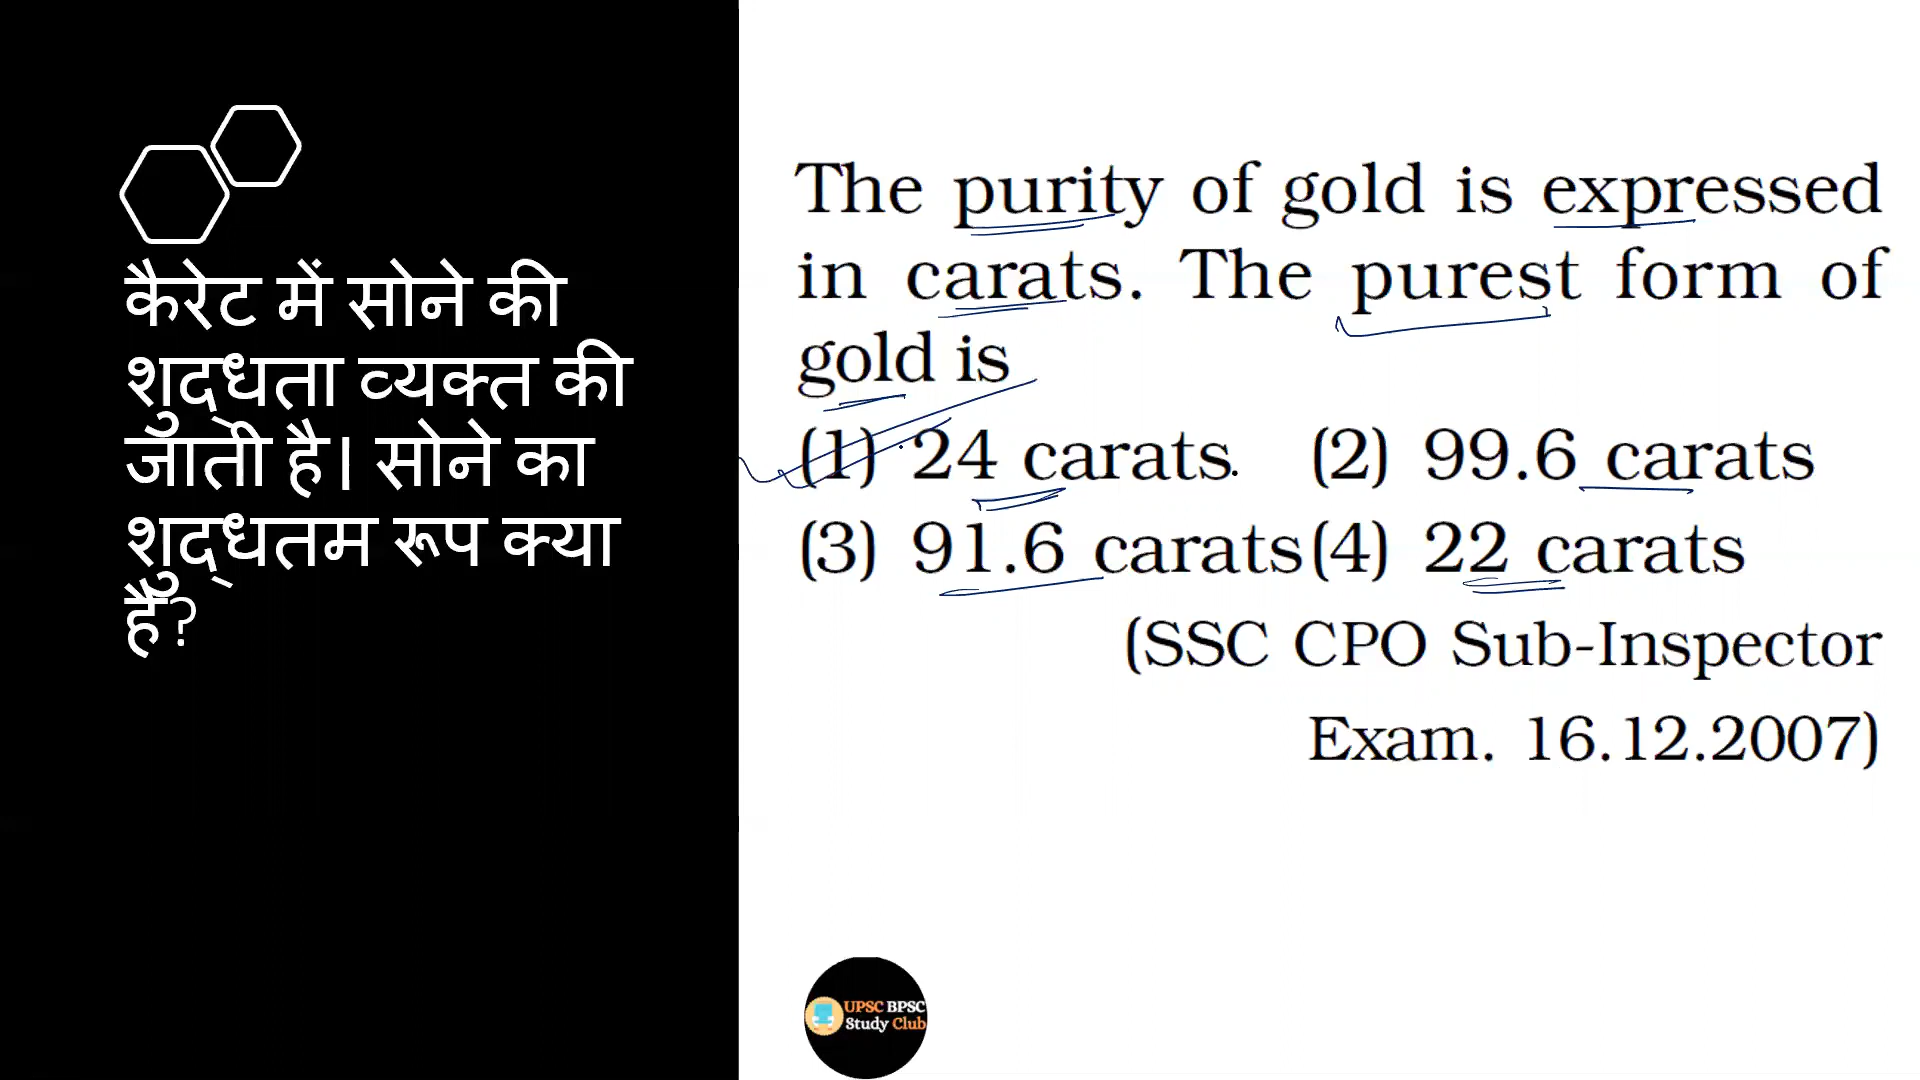 कैरेट में सोने की
शुद्धता व्यक्त की
जाती है। सोने का
शुद्धतम रूप क्या
है?
The purity of gold is expressed
in carats. The purest form of
gold is
(1) 24 carats. (2) 99.6 carats
(3) 91.6 carats (4) 22 carats
(SSC CPO Sub-Inspector
Exam. 16.12.2007)
UPSC BPSC
Study Club